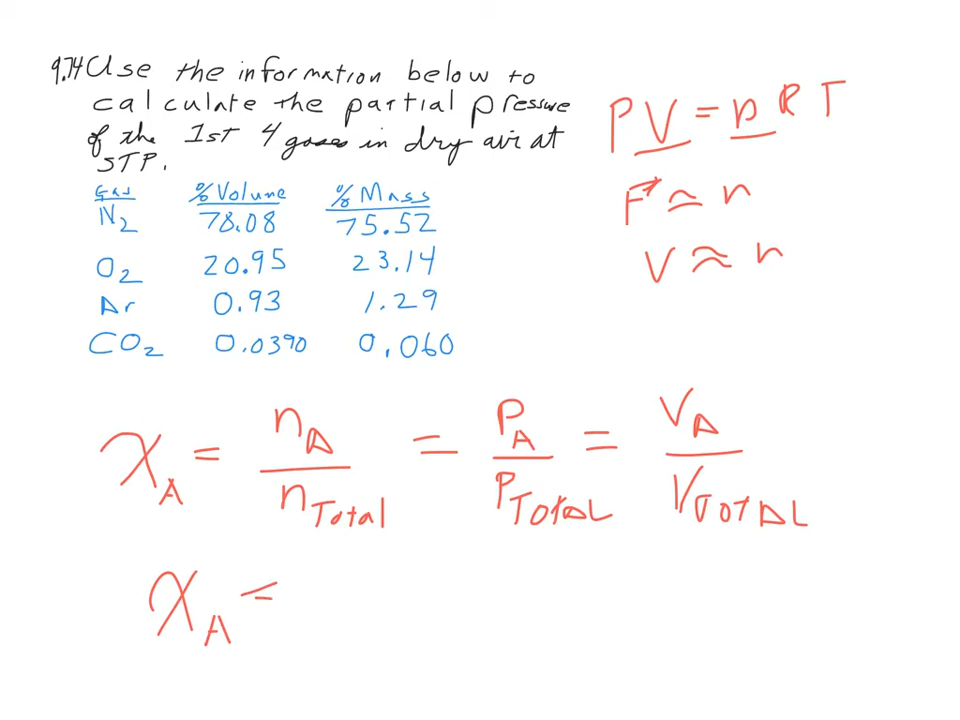 9.74 Use the information below to
calculate the partial pressure
of the 1st 4 gases in dry air at
STP.
Gas % Volume % Mass
N2 78.08 75.52
O2 20.95 23.14
Ar 0.93 1.29
CO2 0.0390 0.060
PV = nRT
P ≈ n
V ≈ n
χA = nA / nTotal = PA / PTOTAL = VA / VTOTAL
χA =